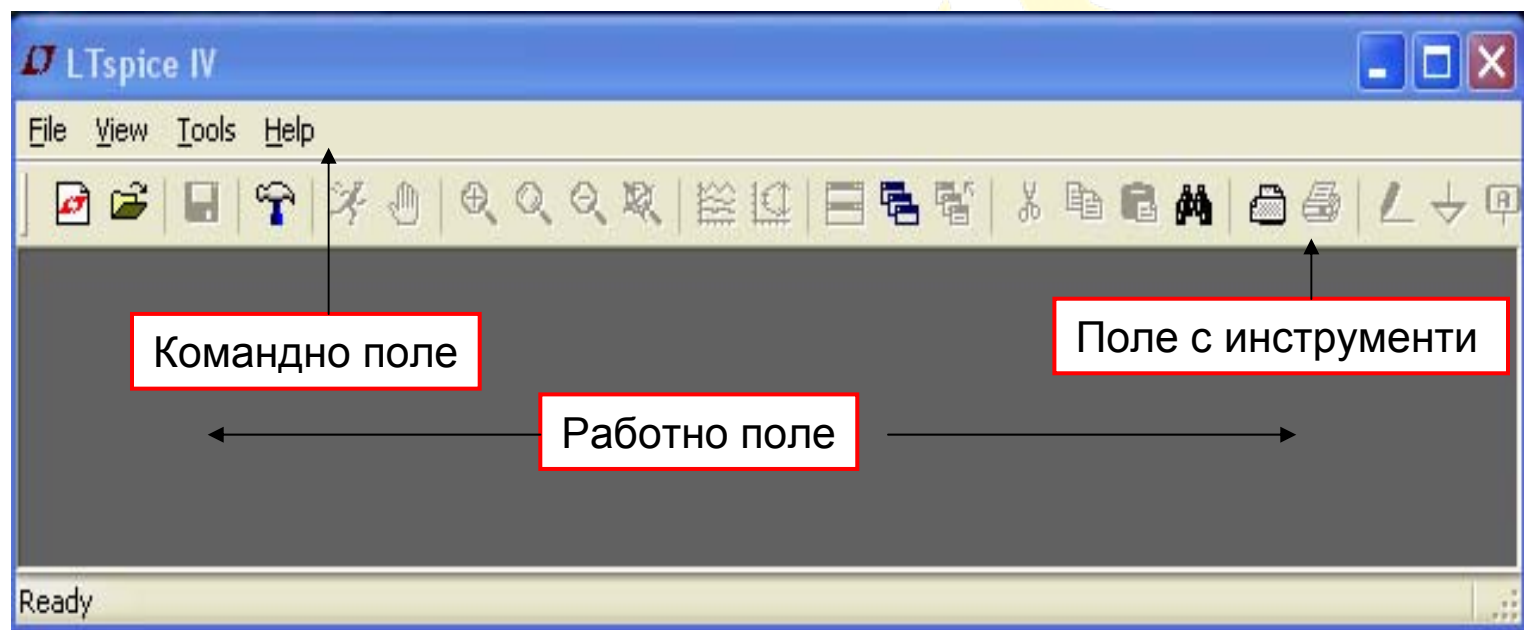 LTspice IV
File View Tools Help
Командно поле
Поле с инструменти
Работно поле
Ready